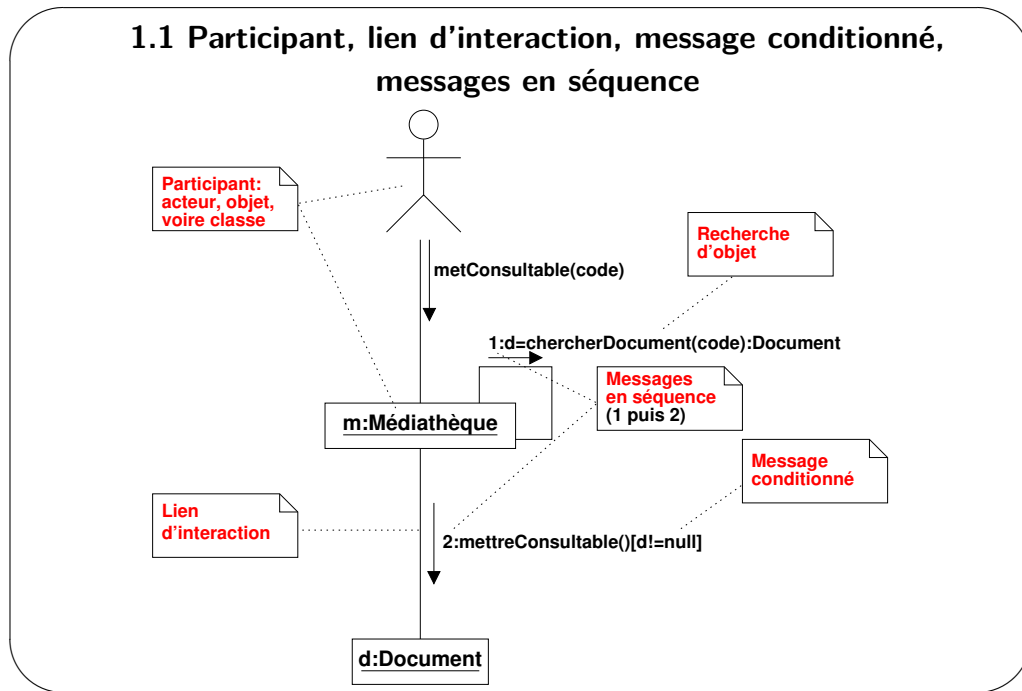 1.1 Participant, lien d'interaction, message conditionné,
messages en séquence
Participant:
acteur, objet,
voire classe
Recherche
d'objet
metConsultable(code)
1:d=chercherDocument(code):Document
Messages
en séquence
(1 puis 2)
m:Médiathèque
Message
conditionné
Lien
d'interaction
2:mettreConsultable()[d!=null]
d:Document